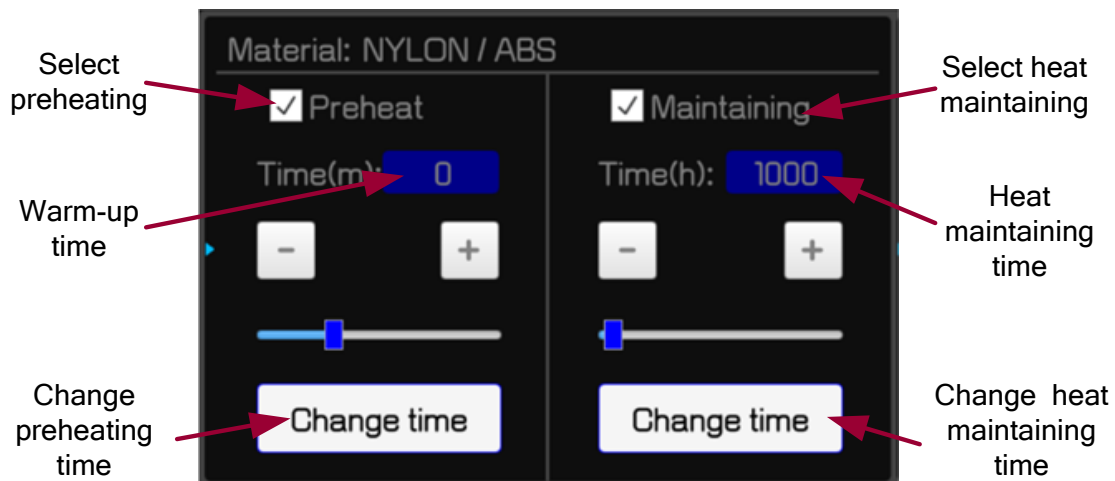 Material: NYLON / ABS
Select
preheating
Preheat
Maintaining
Select heat
maintaining
Time(m):
0
Time(h):
1000
Warm-up
time
Heat
maintaining
time
-
+
-
+
Change
preheating
time
Change time
Change time
Change heat
maintaining
time